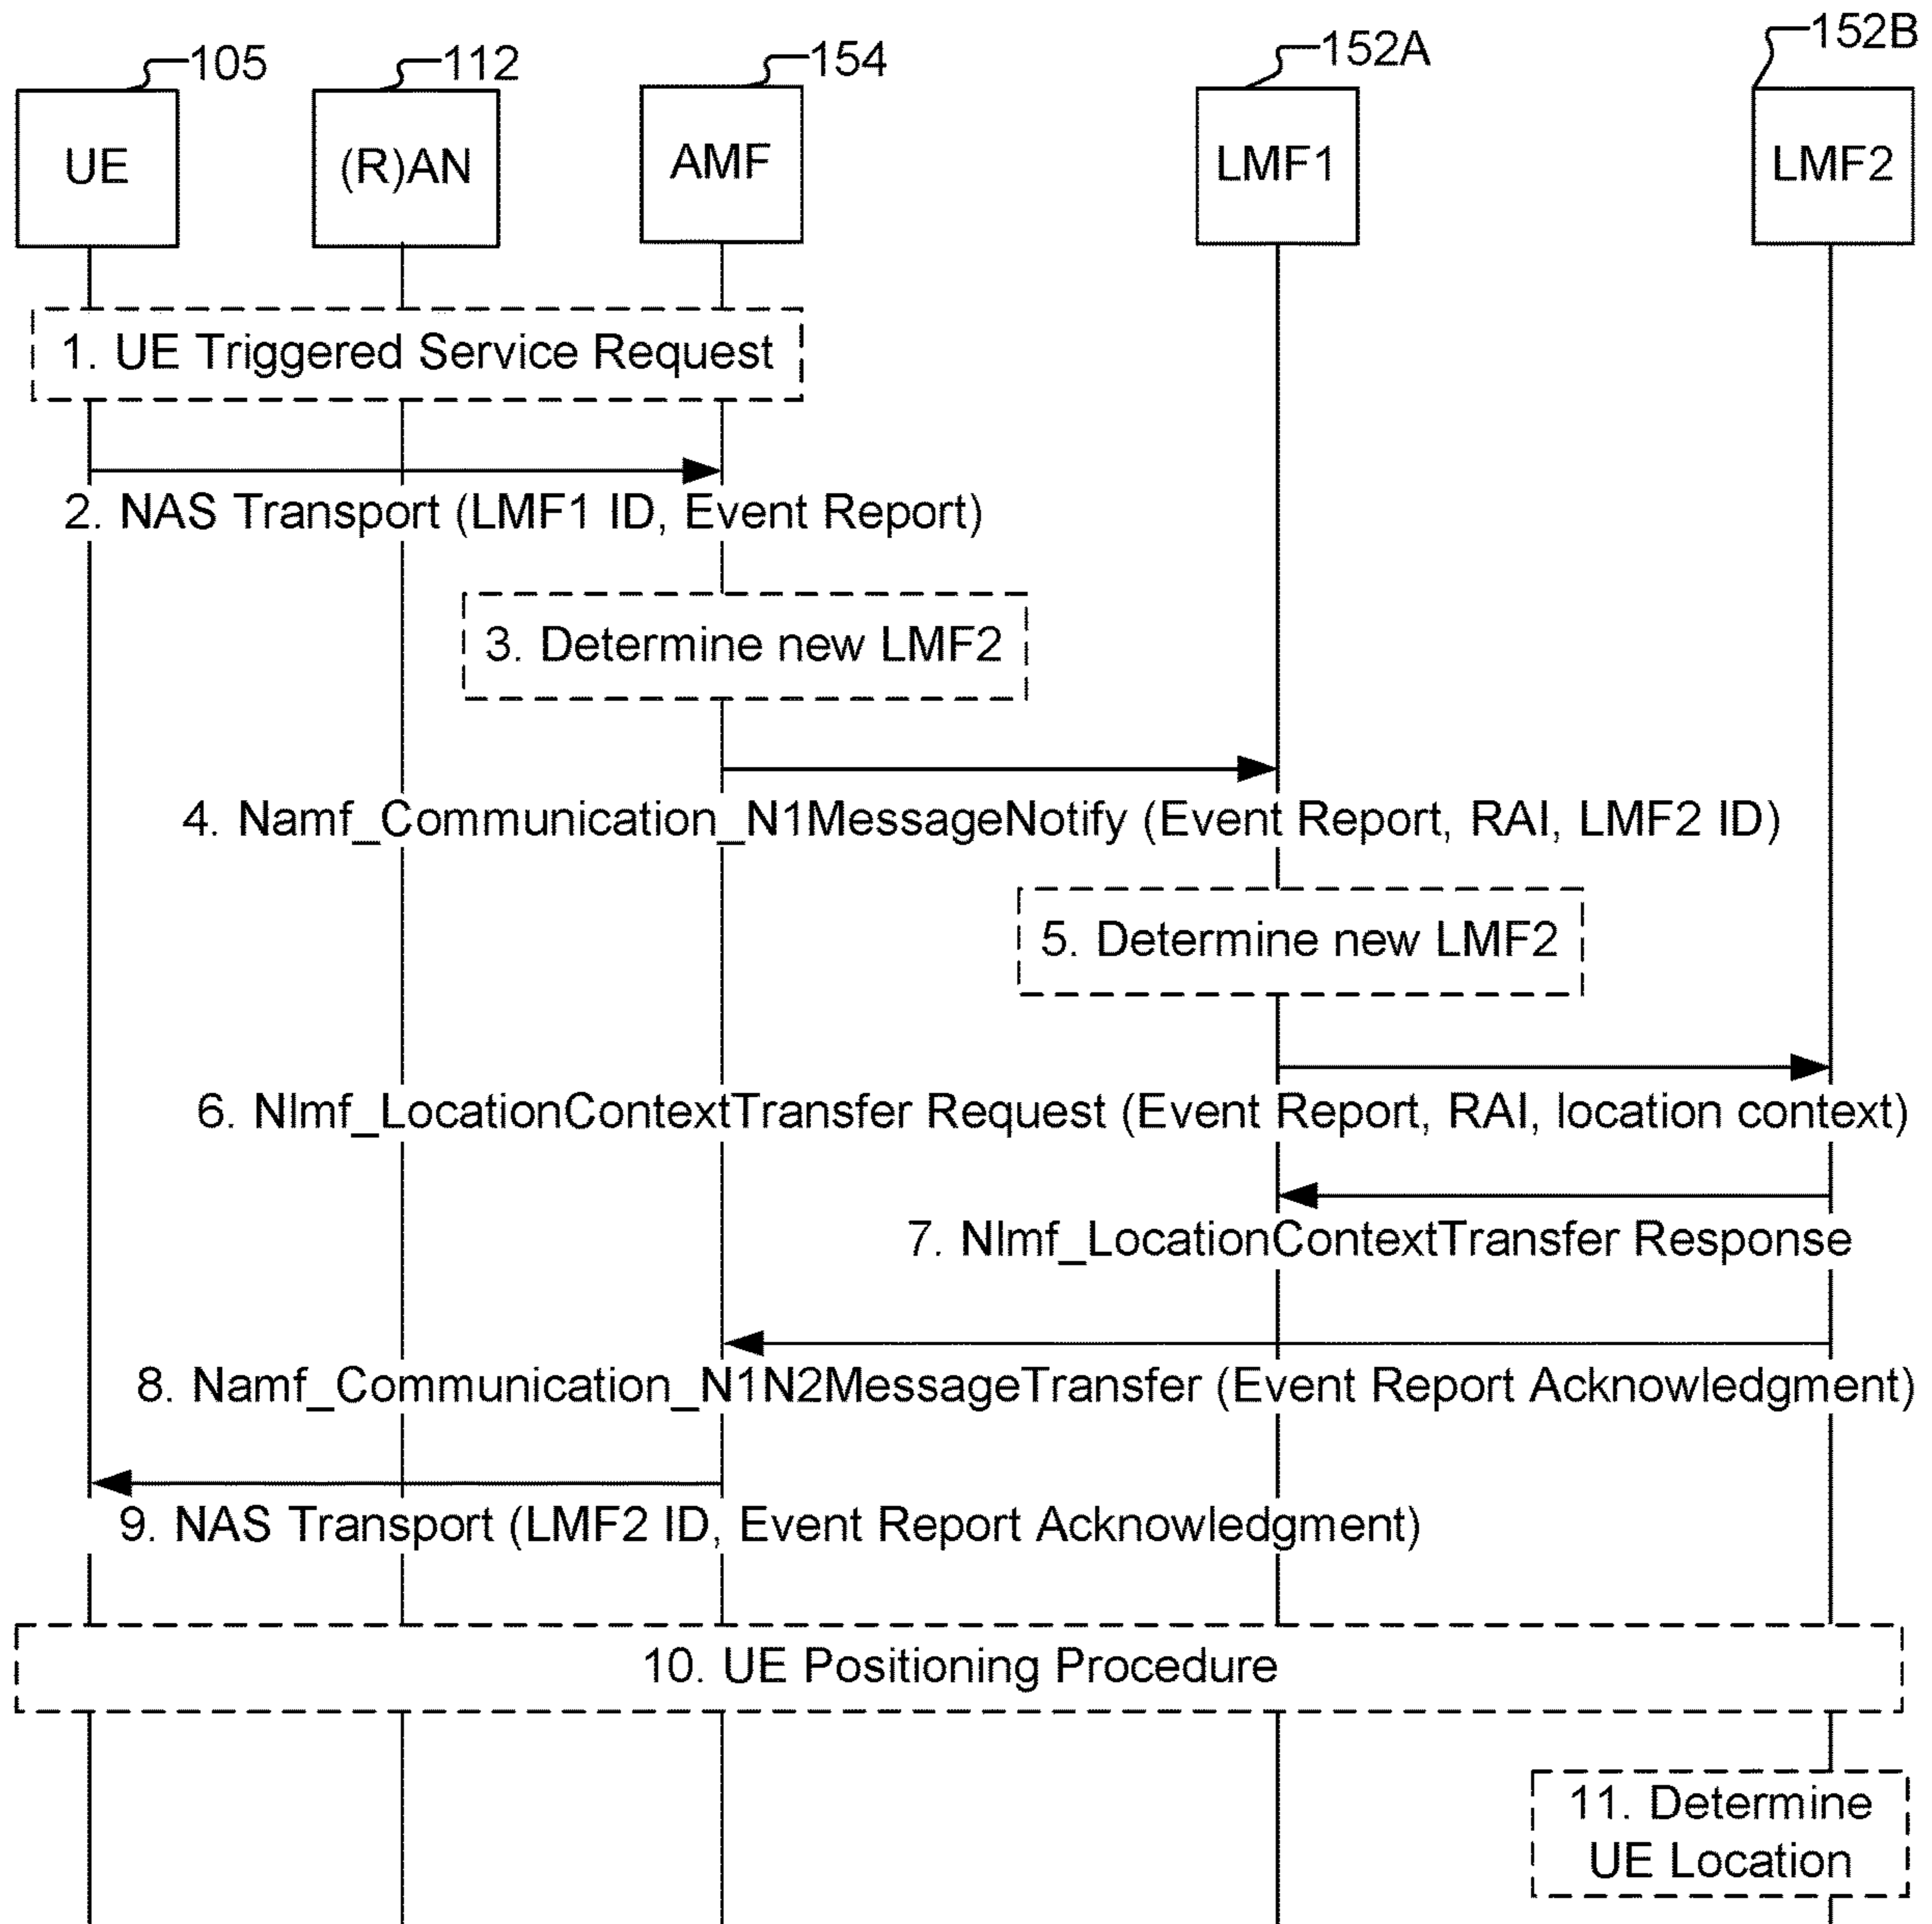 105
112
154
152A
152B
UE
(R)AN
AMF
LMF1
LMF2
1. UE Triggered Service Request
2. NAS Transport (LMF1 ID, Event Report)
3. Determine new LMF2
4. Namf_Communication_N1MessageNotify (Event Report, RAI, LMF2 ID)
5. Determine new LMF2
6. Nlmf_LocationContextTransfer Request (Event Report, RAI, location context)
7. Nlmf_LocationContextTransfer Response
8. Namf_Communication_N1N2MessageTransfer (Event Report Acknowledgment)
9. NAS Transport (LMF2 ID, Event Report Acknowledgment)
10. UE Positioning Procedure
11. Determine
UE Location